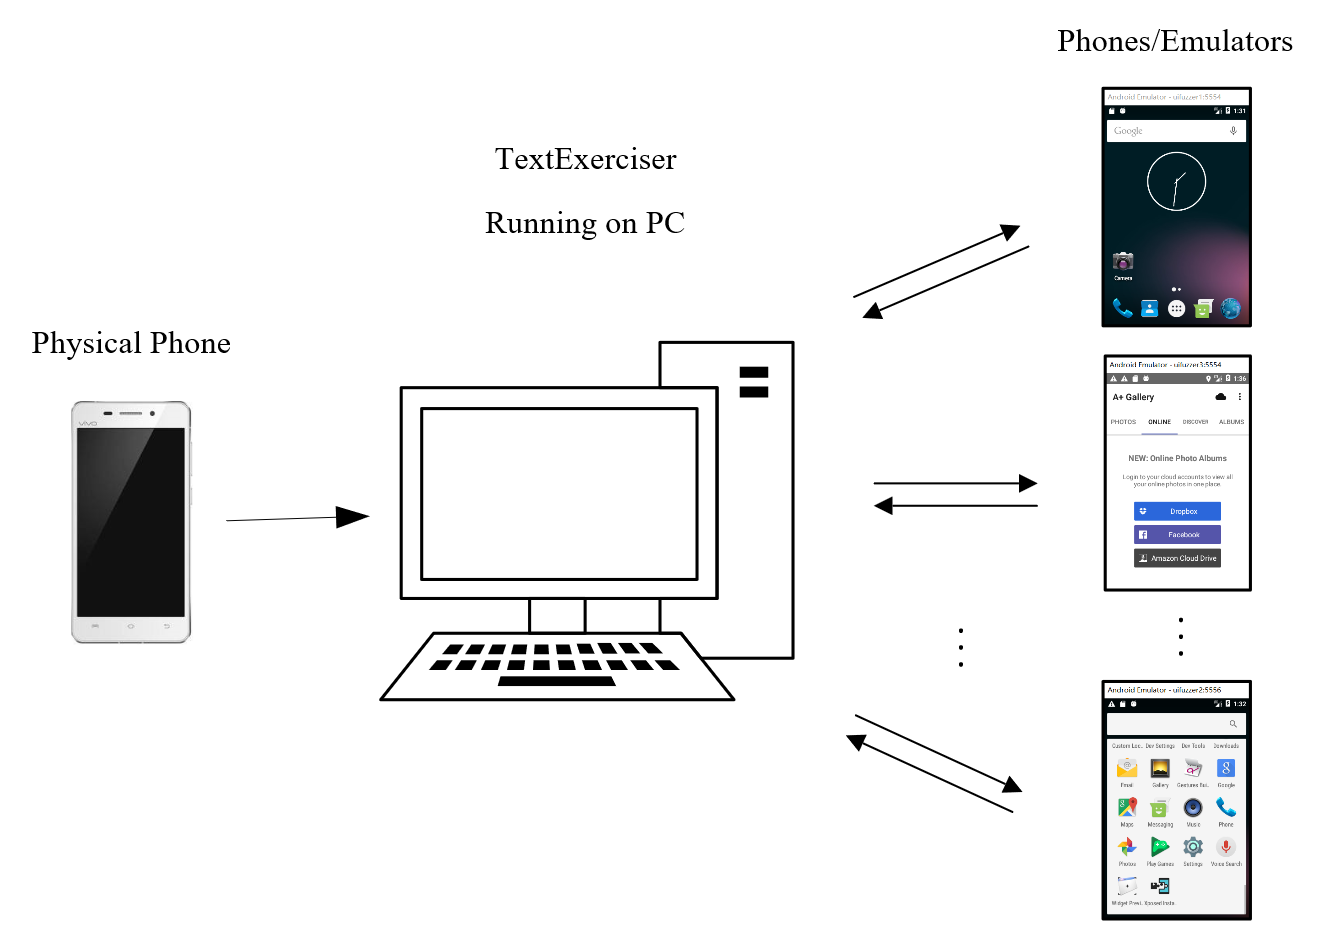 Phones/Emulators
TextExerciser
Running on PC
Physical Phone
vivo
Android Emulator - uifuzzer1:5554
1:31
Google
Camera
Android Emulator - uifuzzer3:5554
1:36
A+ Gallery
PHOTOS ONLINE DISCOVER ALBUMS
NEW: Online Photo Albums
Login to your cloud accounts to view all
your online photos in one place.
Dropbox
Facebook
Amazon Cloud Drive
Android Emulator - uifuzzer2:5556
1:32
Custom Loc.. Dev Settings Dev Tools Downloads
Email Gallery Gestures Bui.. Google
Maps Messaging Music Phone
Photos Play Games Settings Voice Search
Widget Previ.. Xposed Insta..